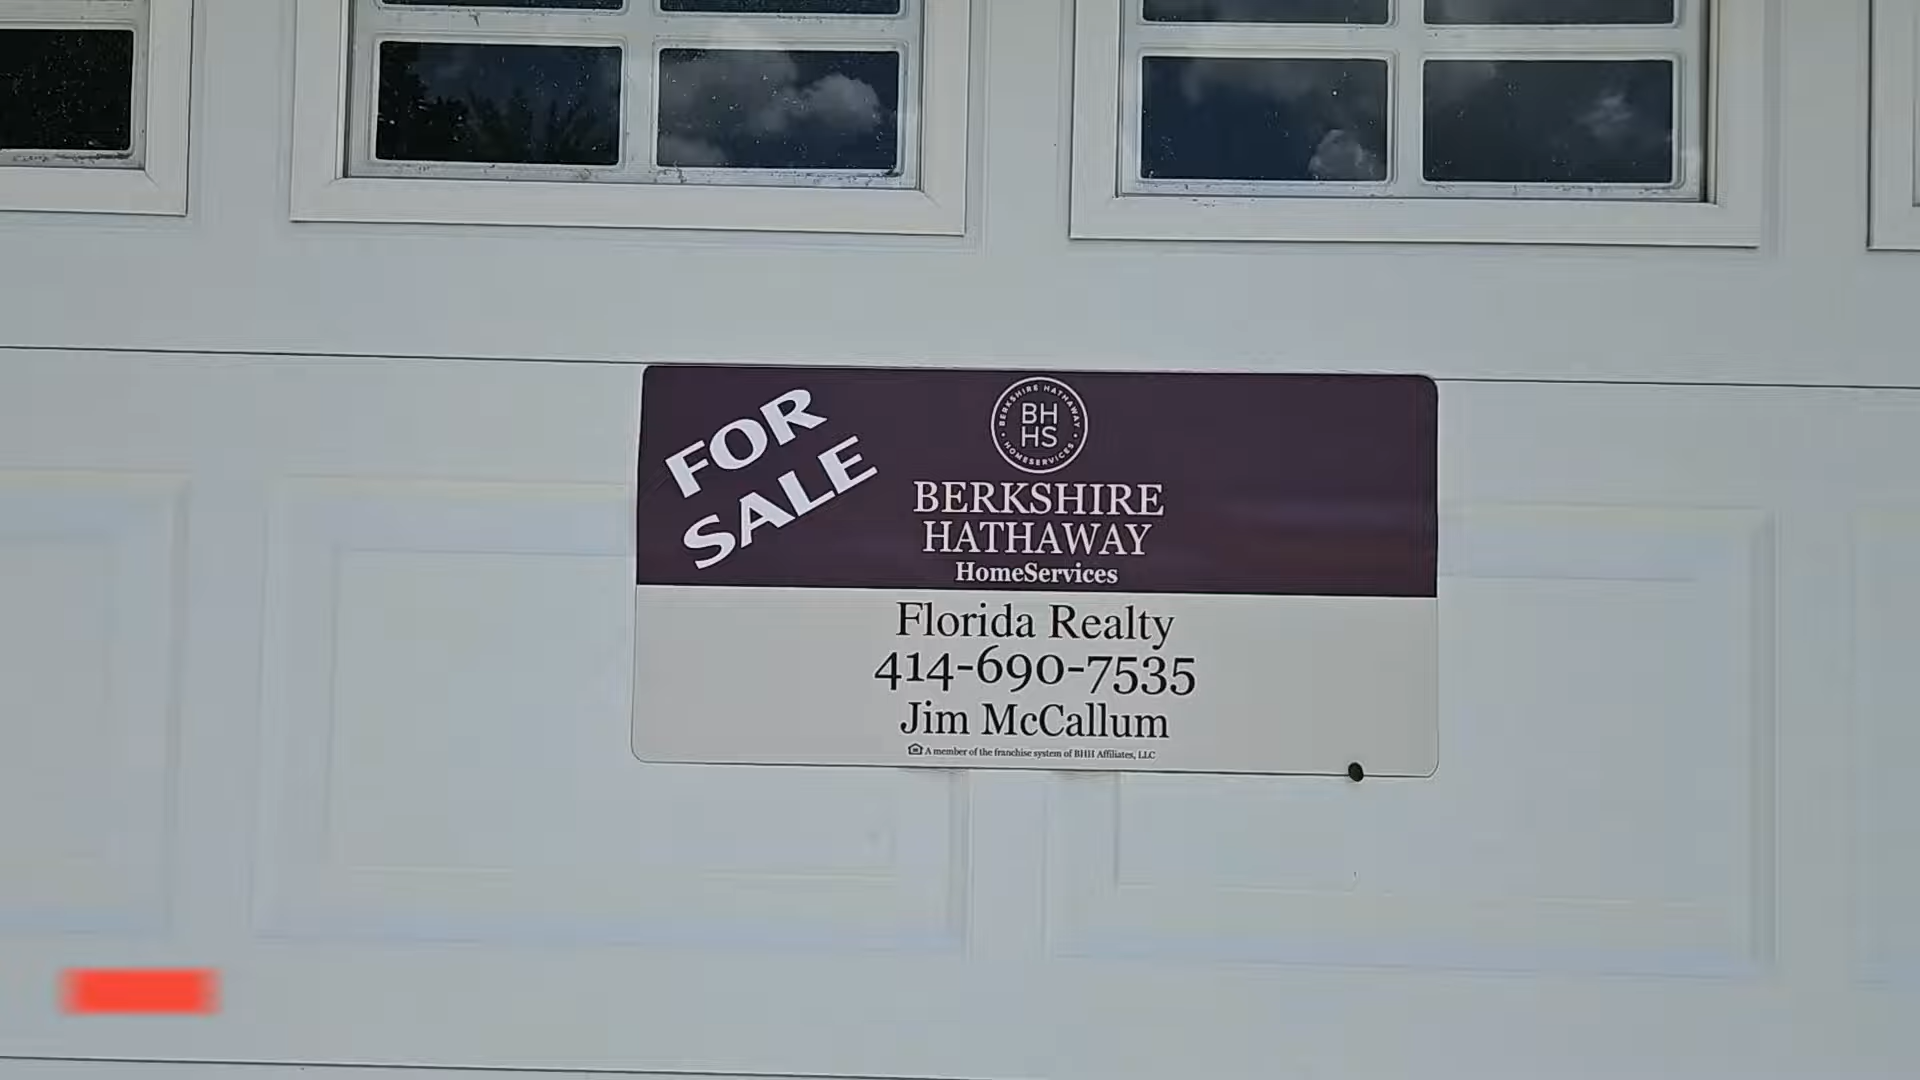 FOR
SALE
BERKSHIRE HATHAWAY
BH
HS
HOMESERVICES
BERKSHIRE
HATHAWAY
HomeServices
Florida Realty
414-690-7535
Jim McCallum
A member of the franchise system of BHH Affiliates, LLC